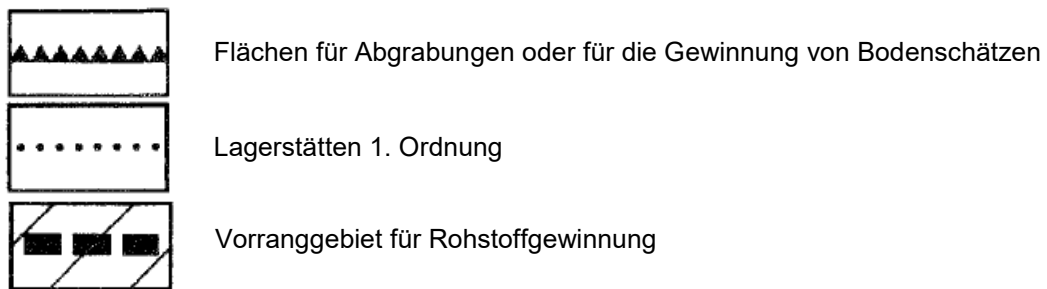 Flächen für Abgrabungen oder für die Gewinnung von Bodenschätzen
Lagerstätten 1. Ordnung
Vorranggebiet für Rohstoffgewinnung